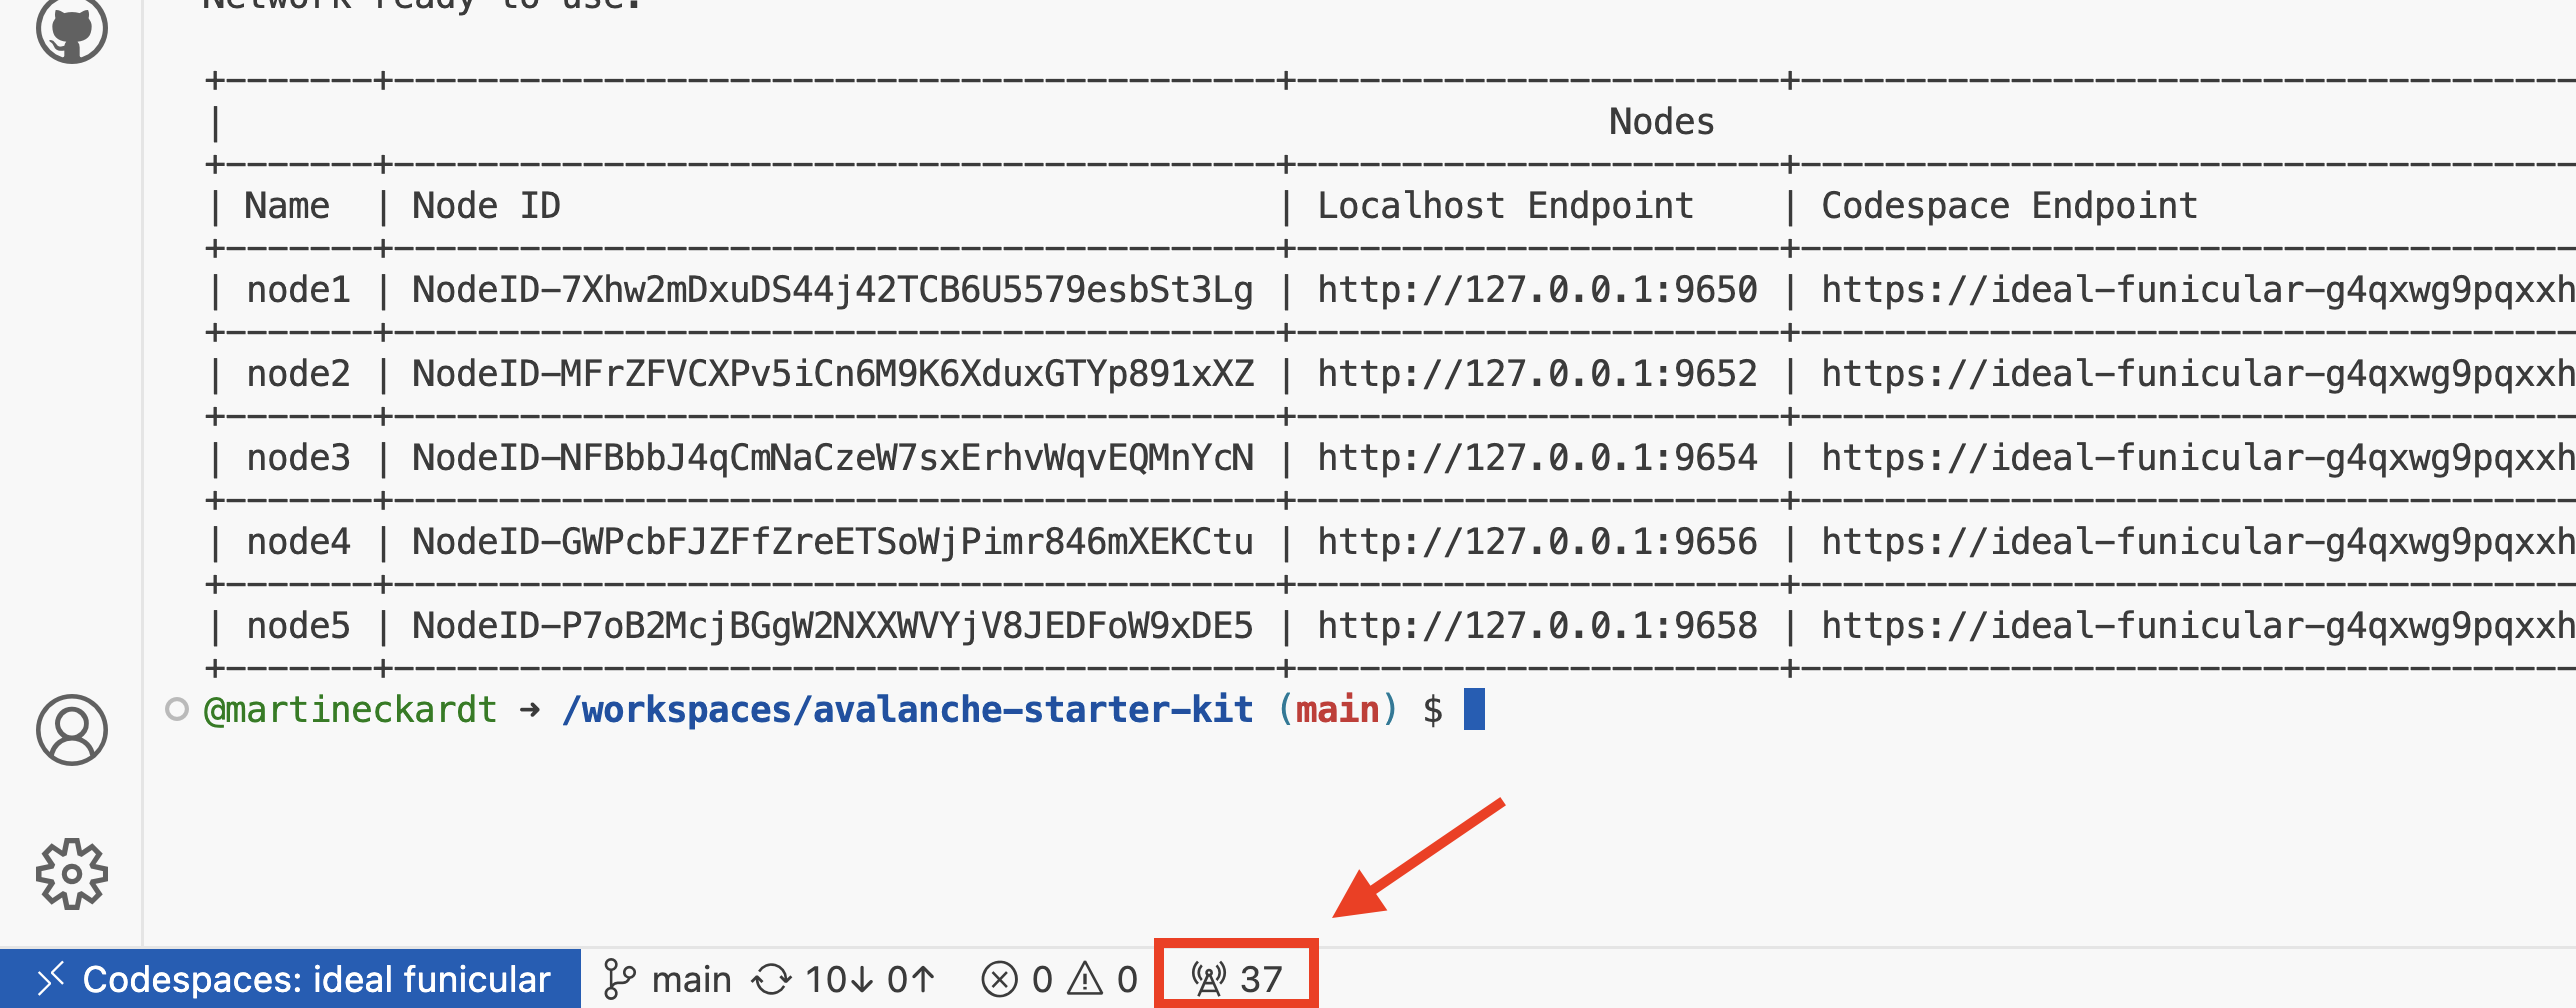 Network ready to use.
+-------+------------------------------------------+-----------------------+-------------------------------------
| Nodes
+-------+------------------------------------------+-----------------------+-------------------------------------
| Name | Node ID | Localhost Endpoint | Codespace Endpoint
+-------+------------------------------------------+-----------------------+-------------------------------------
| node1 | NodeID-7Xhw2mDxuDS44j42TCB6U5579esbSt3Lg | http://127.0.0.1:9650 | https://ideal-funicular-g4qxwg9pqxxh
+-------+------------------------------------------+-----------------------+-------------------------------------
| node2 | NodeID-MFrZFVCXPv5iCn6M9K6XduxGTYp891xXZ | http://127.0.0.1:9652 | https://ideal-funicular-g4qxwg9pqxxh
+-------+------------------------------------------+-----------------------+-------------------------------------
| node3 | NodeID-NFBbbJ4qCmNaCzeW7sxErhvWqvEQMnYcN | http://127.0.0.1:9654 | https://ideal-funicular-g4qxwg9pqxxh
+-------+------------------------------------------+-----------------------+-------------------------------------
| node4 | NodeID-GWPcbFJZFfZreETSoWjPimr846mXEKCtu | http://127.0.0.1:9656 | https://ideal-funicular-g4qxwg9pqxxh
+-------+------------------------------------------+-----------------------+-------------------------------------
| node5 | NodeID-P7oB2McjBGgW2NXXWVYjV8JEDFoW9xDE5 | http://127.0.0.1:9658 | https://ideal-funicular-g4qxwg9pqxxh
+-------+------------------------------------------+-----------------------+-------------------------------------
@martineckardt ➜ /workspaces/avalanche-starter-kit (main) $
Codespaces: ideal funicular main 10↓ 0↑ 0 0 37